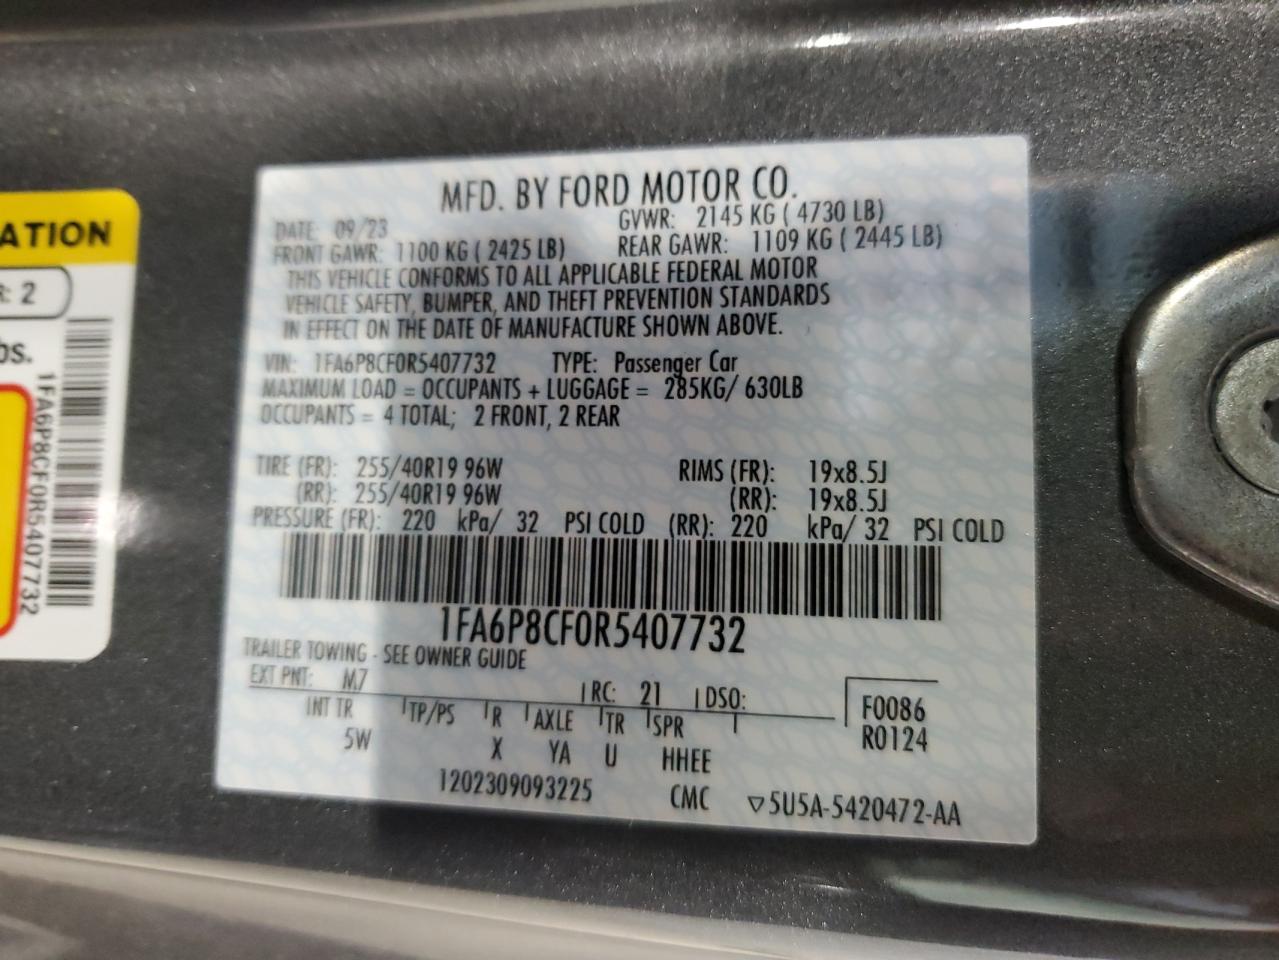 MFD. BY FORD MOTOR CO.
DATE: 09/23 GVWR: 2145 KG ( 4730 LB)
FRONT GAWR: 1100 KG ( 2425 LB) REAR GAWR: 1109 KG ( 2445 LB)
THIS VEHICLE CONFORMS TO ALL APPLICABLE FEDERAL MOTOR
VEHICLE SAFETY, BUMPER, AND THEFT PREVENTION STANDARDS
IN EFFECT ON THE DATE OF MANUFACTURE SHOWN ABOVE.
VIN: 1FA6P8CF0R5407732 TYPE: Passenger Car
MAXIMUM LOAD = OCCUPANTS + LUGGAGE = 285KG/ 630LB
OCCUPANTS = 4 TOTAL; 2 FRONT, 2 REAR
TIRE (FR): 255/40R19 96W RIMS (FR): 19x8.5J
(RR): 255/40R19 96W (RR): 19x8.5J
PRESSURE (FR): 220 kPa/ 32 PSI COLD (RR): 220 kPa/ 32 PSI COLD
1FA6P8CF0R5407732
TRAILER TOWING - SEE OWNER GUIDE
EXT PNT: M7 RC: 21 DSO: F0086
INT TR TP/PS R AXLE TR SPR R0124
5W X YA U HHEE
1202309093225 CMC ▽5U5A-5420472-AA
ATION
R: 2
bs.
1FA6P8CF0R5407732